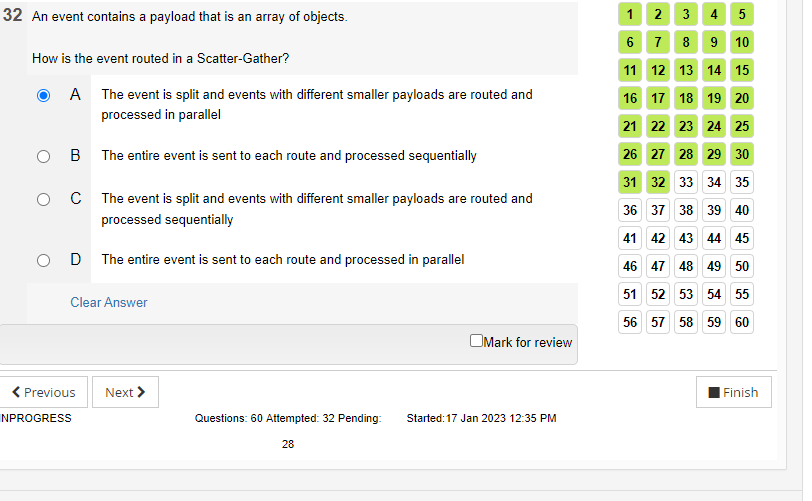 32 An event contains a payload that is an array of objects.
How is the event routed in a Scatter-Gather?
A The event is split and events with different smaller payloads are routed and
processed in parallel
B The entire event is sent to each route and processed sequentially
C The event is split and events with different smaller payloads are routed and
processed sequentially
D The entire event is sent to each route and processed in parallel
Clear Answer
Mark for review
Previous Next Finish
INPROGRESS Questions: 60 Attempted: 32 Pending: Started:17 Jan 2023 12:35 PM
28
1 2 3 4 5
6 7 8 9 10
11 12 13 14 15
16 17 18 19 20
21 22 23 24 25
26 27 28 29 30
31 32 33 34 35
36 37 38 39 40
41 42 43 44 45
46 47 48 49 50
51 52 53 54 55
56 57 58 59 60